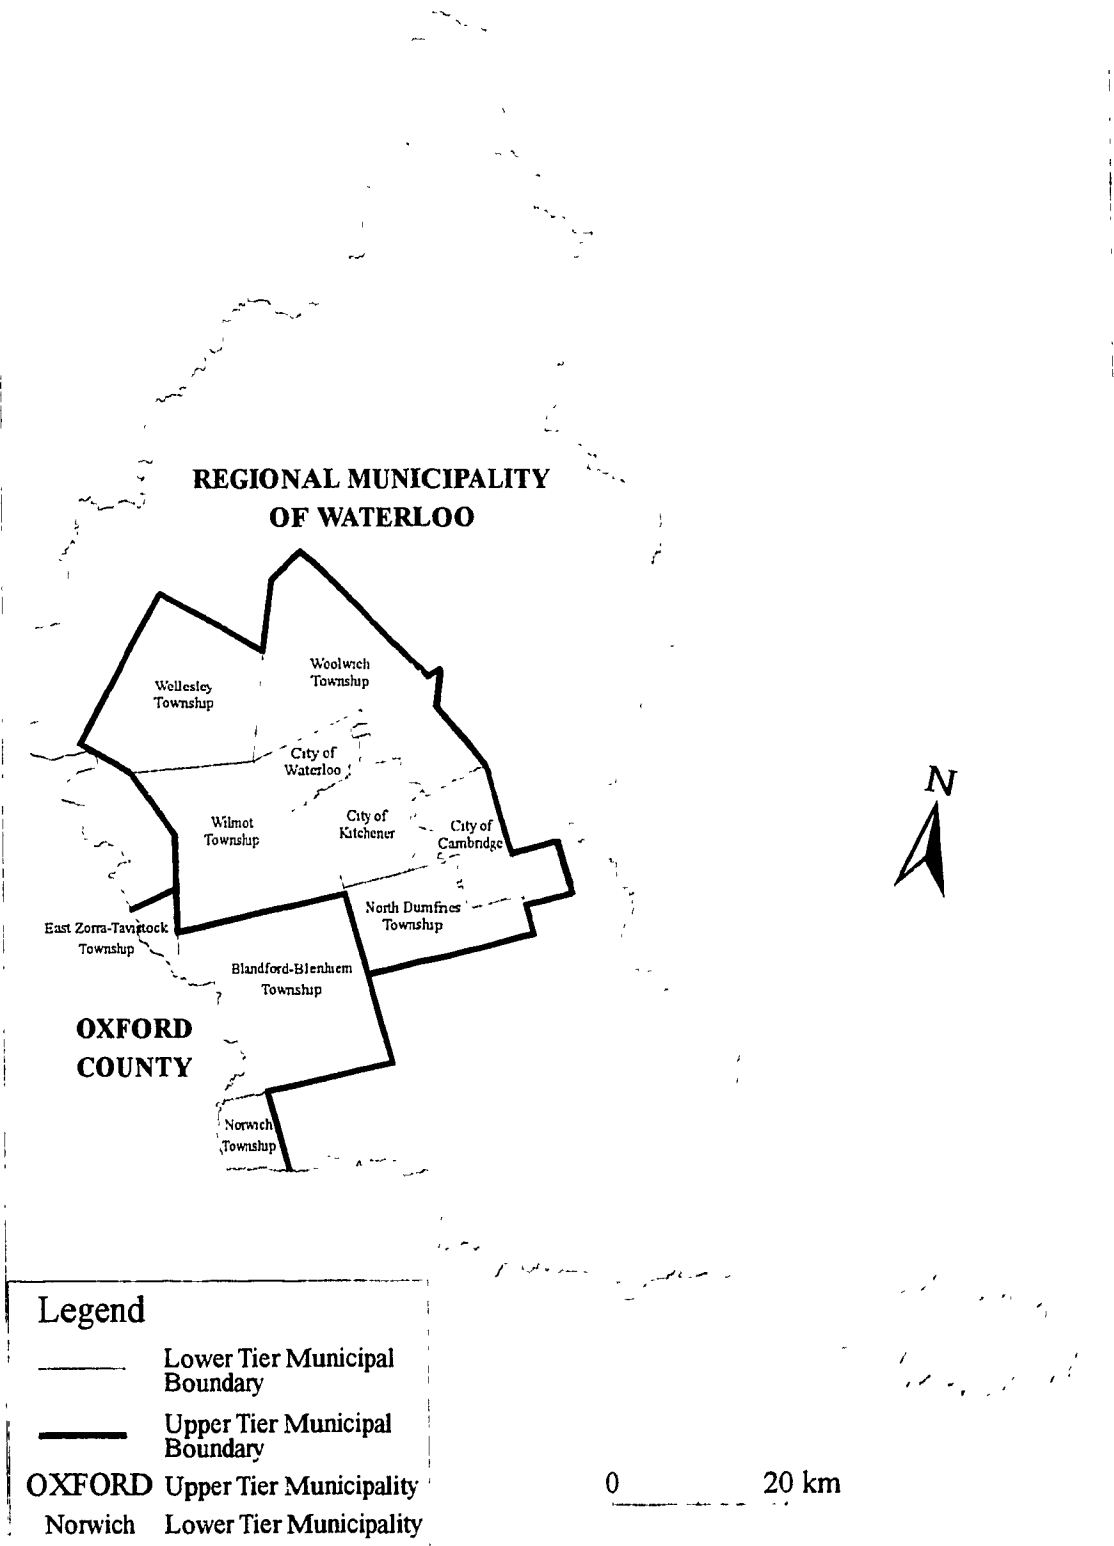 REGIONAL MUNICIPALITY
OF WATERLOO
Woolwich
Township
Wellesley
Township
City of
Waterloo
Wilmot
Township
City of
Kitchener
City of
Cambridge
North Dumfries
Township
East Zorra-Tavistock
Township
Blandford-Blenhiem
Township
OXFORD
COUNTY
Norwich
Township
N
Legend
Lower Tier Municipal
Boundary
Upper Tier Municipal
Boundary
OXFORD Upper Tier Municipality
Norwich Lower Tier Municipality
0 20 km